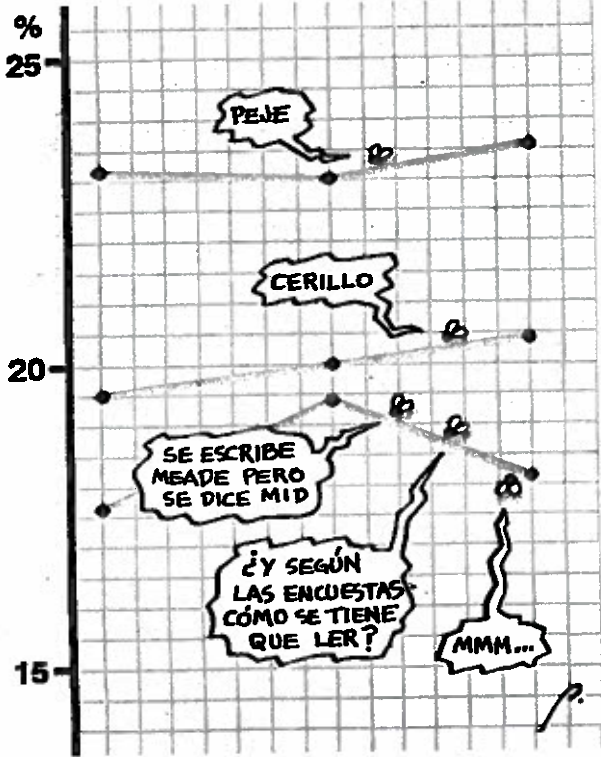 %
25
PEJE
CERILLO
20
SE ESCRIBE
MEADE PERO
SE DICE MID
¿Y SEGÚN
LAS ENCUESTAS
CÓMO SE TIENE
QUE LER?
MMM...
15